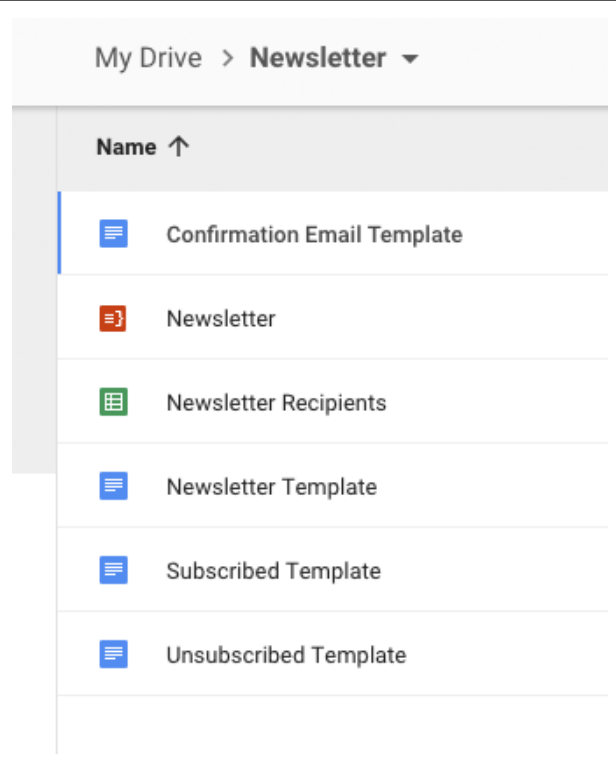 My Drive > Newsletter
Name ↑
Confirmation Email Template
Newsletter
Newsletter Recipients
Newsletter Template
Subscribed Template
Unsubscribed Template